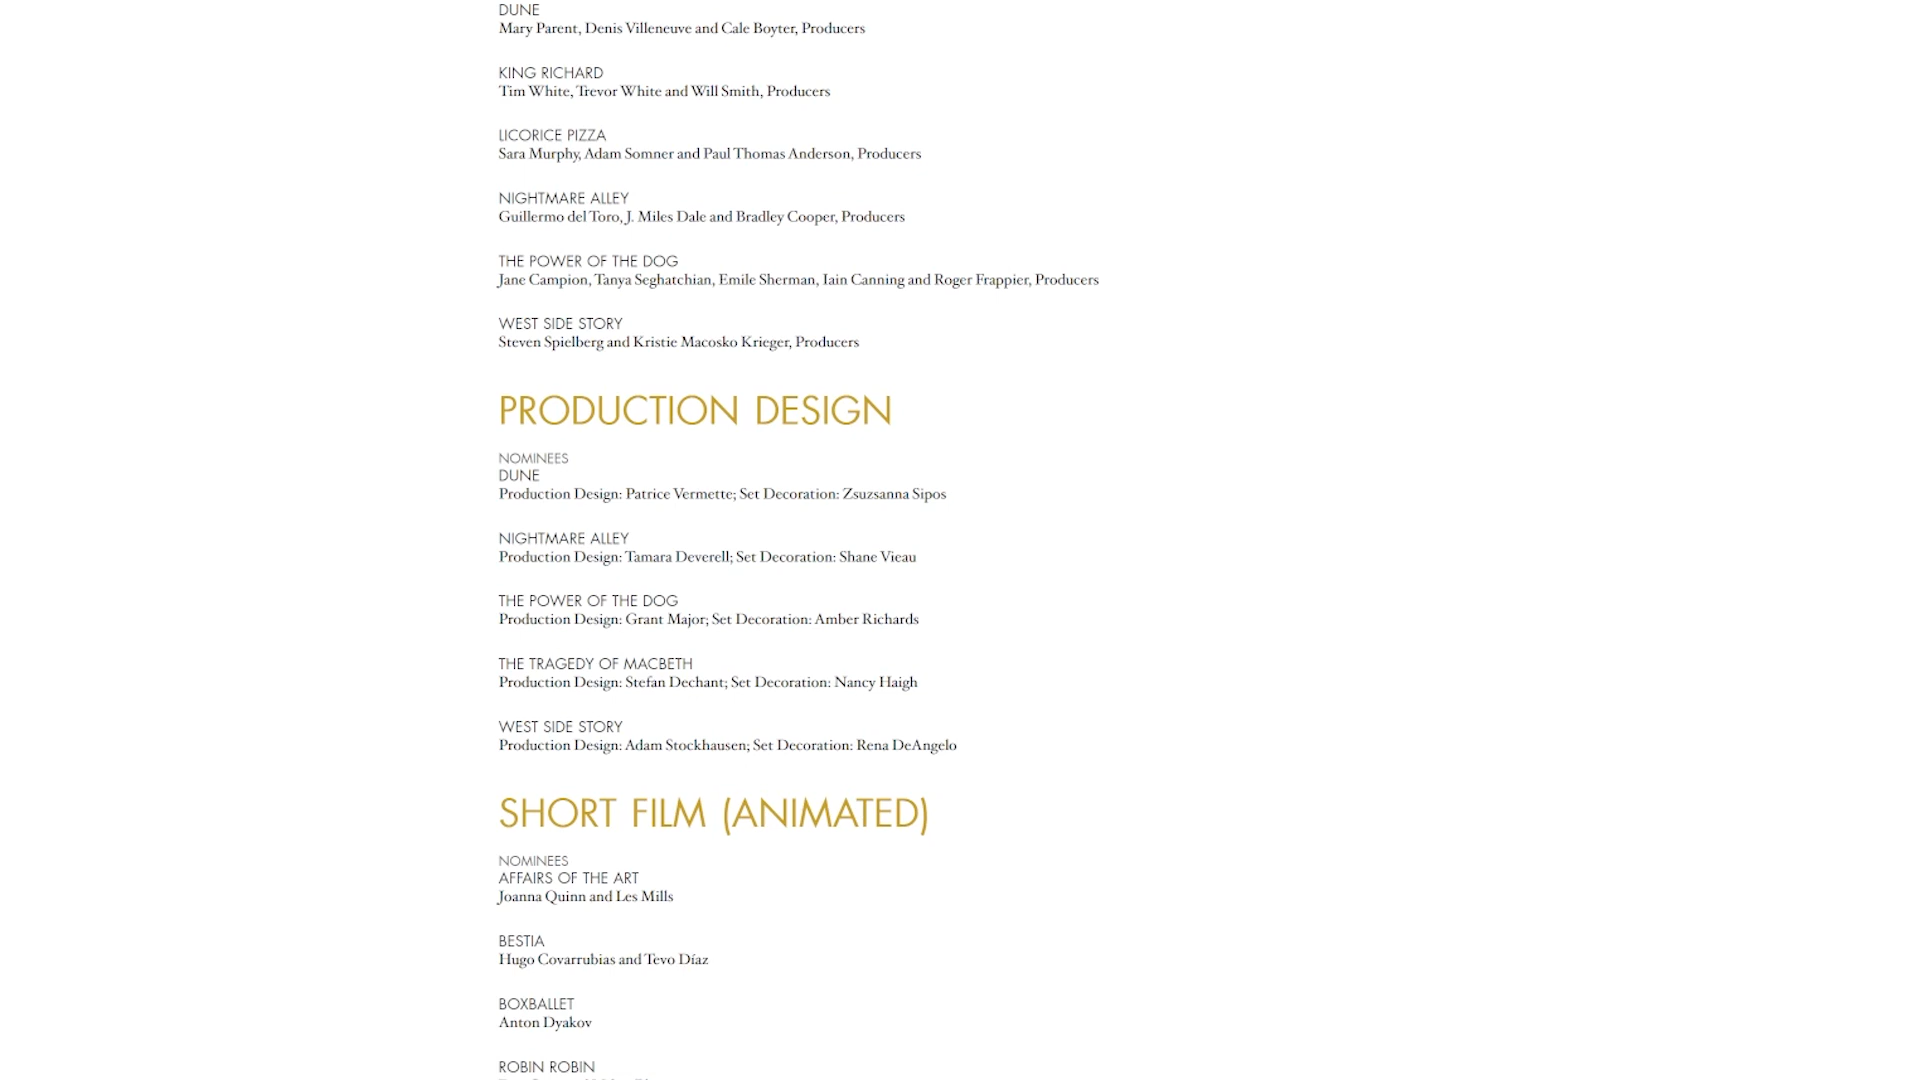 DUNE
Mary Parent, Denis Villeneuve and Cale Boyter, Producers
KING RICHARD
Tim White, Trevor White and Will Smith, Producers
LICORICE PIZZA
Sara Murphy, Adam Somner and Paul Thomas Anderson, Producers
NIGHTMARE ALLEY
Guillermo del Toro, J. Miles Dale and Bradley Cooper, Producers
THE POWER OF THE DOG
Jane Campion, Tanya Seghatchian, Emile Sherman, Iain Canning and Roger Frappier, Producers
WEST SIDE STORY
Steven Spielberg and Kristie Macosko Krieger, Producers
PRODUCTION DESIGN
NOMINEES
DUNE
Production Design: Patrice Vermette; Set Decoration: Zsuzsanna Sipos
NIGHTMARE ALLEY
Production Design: Tamara Deverell; Set Decoration: Shane Vieau
THE POWER OF THE DOG
Production Design: Grant Major; Set Decoration: Amber Richards
THE TRAGEDY OF MACBETH
Production Design: Stefan Dechant; Set Decoration: Nancy Haigh
WEST SIDE STORY
Production Design: Adam Stockhausen; Set Decoration: Rena DeAngelo
SHORT FILM (ANIMATED)
NOMINEES
AFFAIRS OF THE ART
Joanna Quinn and Les Mills
BESTIA
Hugo Covarrubias and Tevo Díaz
BOXBALLET
Anton Dyakov
ROBIN ROBIN